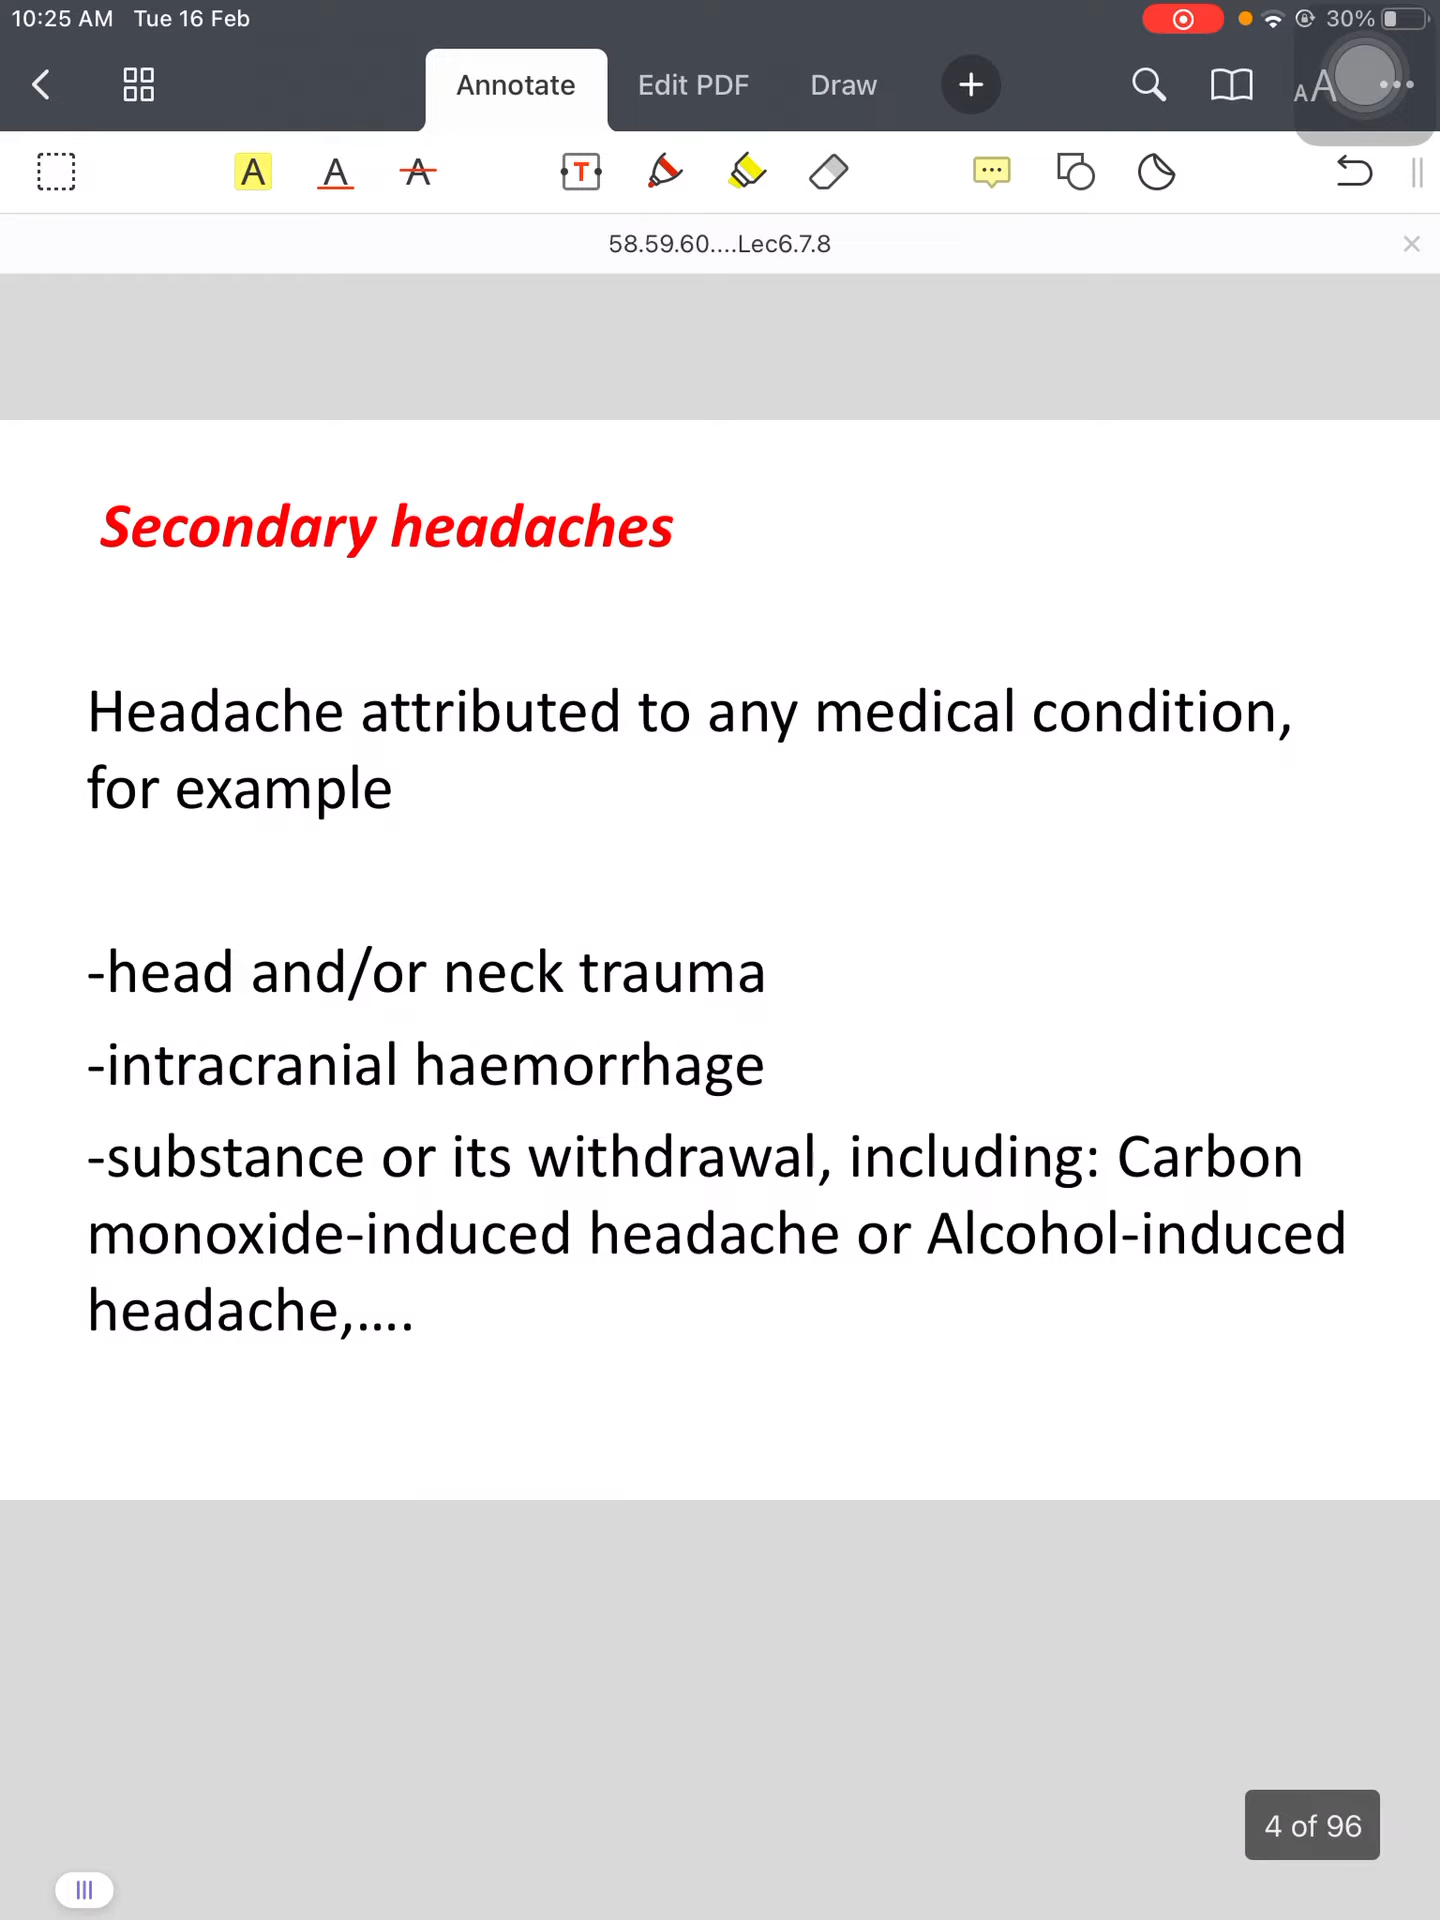 10:25 AM Tue 16 Feb
30%
Annotate
Edit PDF
Draw
AA
A
A
A
T
58.59.60....Lec6.7.8
Secondary headaches
Headache attributed to any medical condition,
for example
-head and/or neck trauma
-intracranial haemorrhage
-substance or its withdrawal, including: Carbon
monoxide-induced headache or Alcohol-induced
headache,....
4 of 96